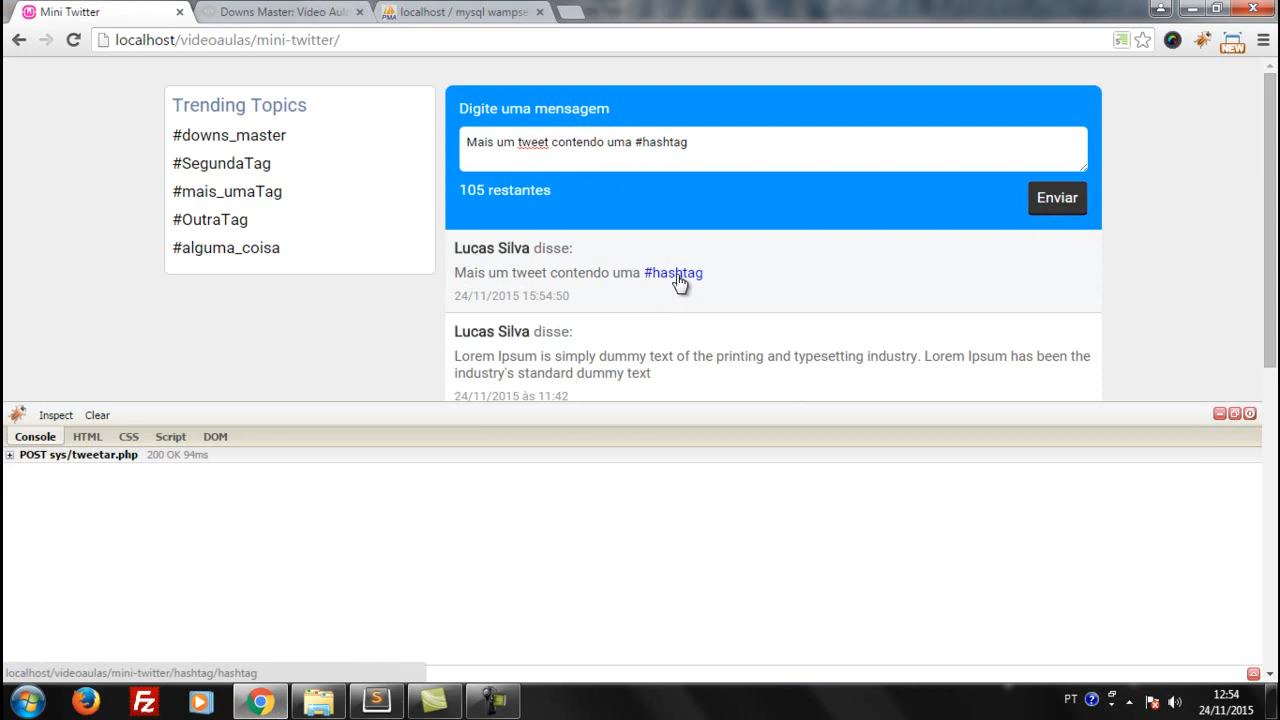 Mini Twitter
Downs Master: Video Aul
localhost / mysql wampse
localhost/videoaulas/mini-twitter/
NEW
Trending Topics
#downs_master
#SegundaTag
#mais_umaTag
#OutraTag
#alguma_coisa
Digite uma mensagem
Mais um tweet contendo uma #hashtag
105 restantes
Enviar
Lucas Silva disse:
Mais um tweet contendo uma #hashtag
24/11/2015 15:54:50
Lucas Silva disse:
Lorem Ipsum is simply dummy text of the printing and typesetting industry. Lorem Ipsum has been the
industry's standard dummy text
24/11/2015 às 11:42
Inspect Clear
Console HTML CSS Script DOM
POST sys/tweetar.php 200 OK 94ms
localhost/videoaulas/mini-twitter/hashtag/hashtag
PT
12:54
24/11/2015